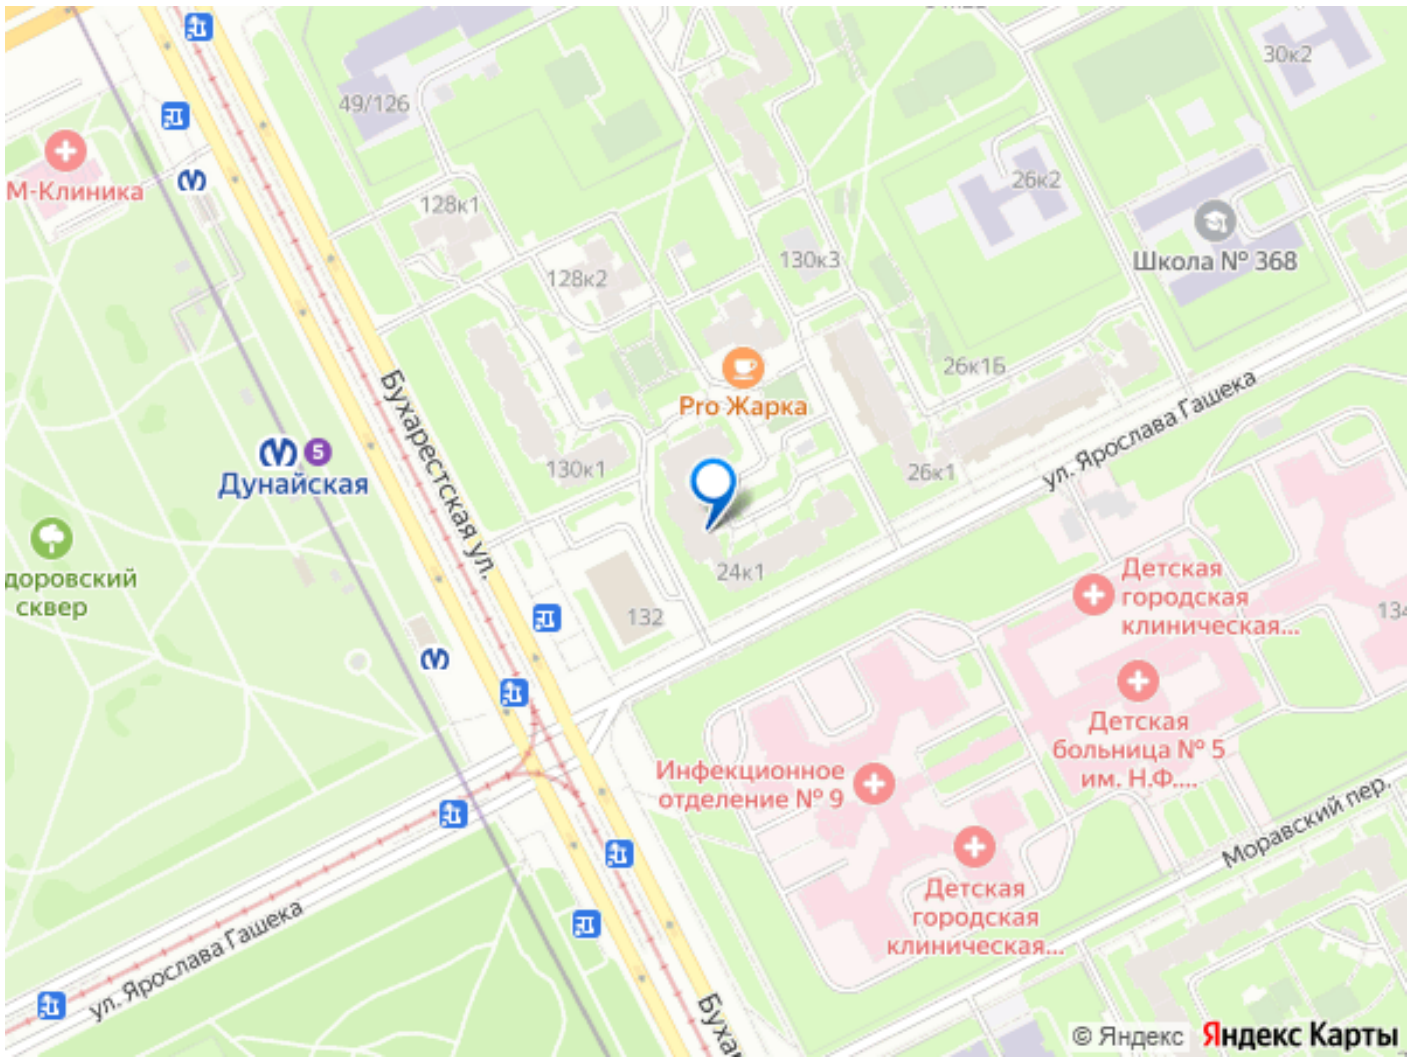 49/126
30к2
М-Клиника
128к1
26к2
128к2
130к3
Школа № 368
26к1Б
Pro Жарка
Бухарестская ул.
ул. Ярослава Гашека
5
Дунайская
130к1
26к1
доровский
сквер
24к1
132
Детская
городская
клиническая...
134
Детская
больница № 5
им. Н.Ф....
Инфекционное
отделение № 9
Моравский пер.
Детская
городская
клиническая...
ул. Ярослава Гашека
Буха
© Яндекс
Яндекс Карты